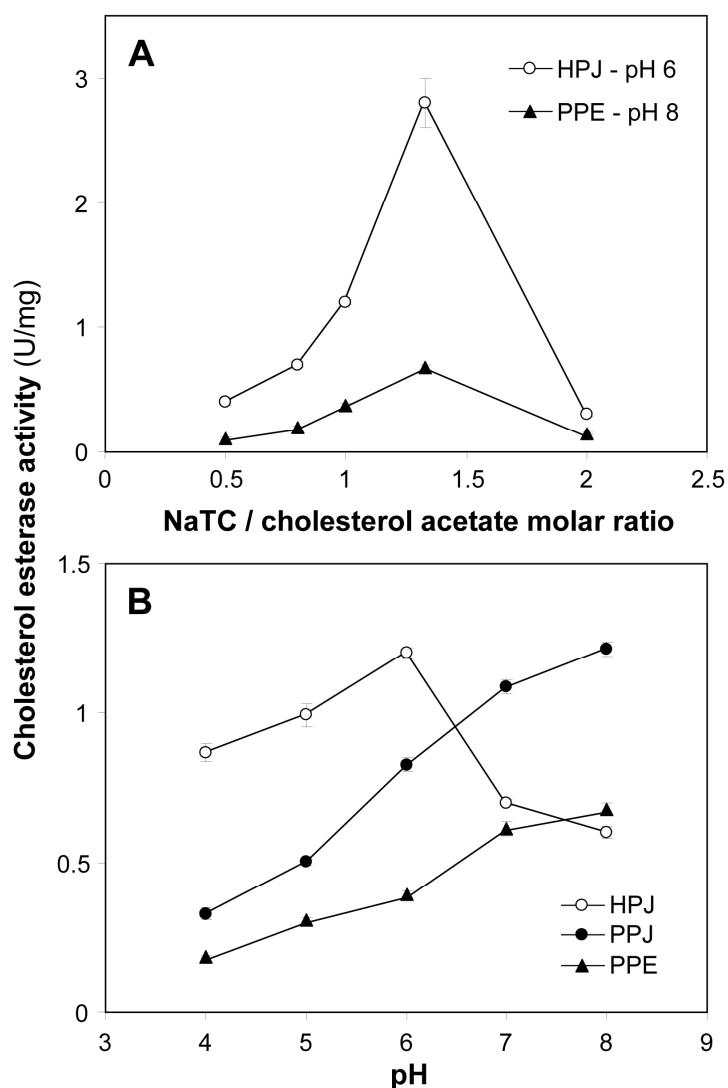 Cholesterol esterase activity (U/mg)
A
HPJ - pH 6
PPE - pH 8
3
2
1
0
0
0.5
1
1.5
2
2.5
NaTC / cholesterol acetate molar ratio
B
1.5
1
0.5
0
HPJ
PPJ
PPE
3
4
5
6
7
8
9
pH